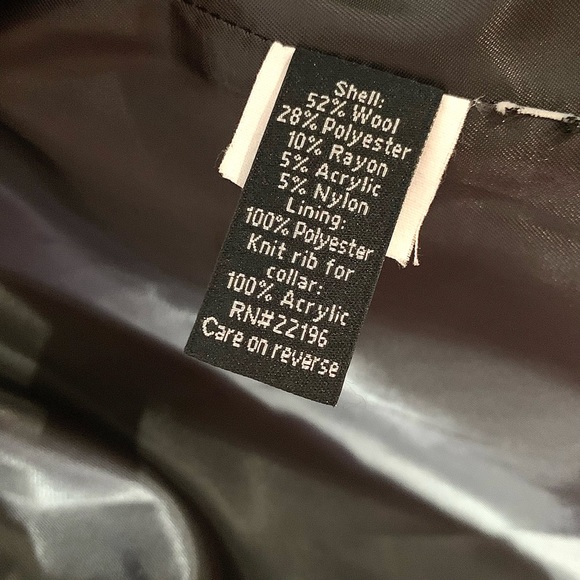 Shell:
52% Wool
28% Polyester
10% Rayon
5% Acrylic
5% Nylon
Lining:
100% Polyester
Knit rib for
collar:
100% Acrylic
RN#22196
Care on reverse